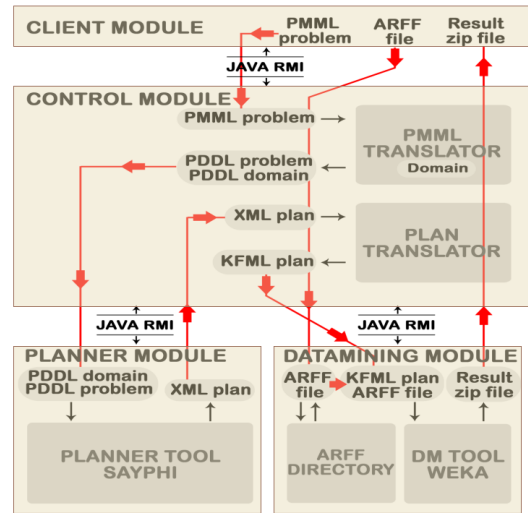 CLIENT MODULE
PMML
problem
ARFF
file
Result
zip file
JAVA RMI
CONTROL MODULE
PMML problem
PMML
TRANSLATOR
Domain
PDDL problem
PDDL domain
XML plan
PLAN
TRANSLATOR
KFML plan
JAVA RMI
JAVA RMI
PLANNER MODULE
PDDL domain
PDDL problem
XML plan
PLANNER TOOL
SAYPHI
DATAMINING MODULE
ARFF
file
KFML plan
ARFF file
Result
zip file
ARFF
DIRECTORY
DM TOOL
WEKA